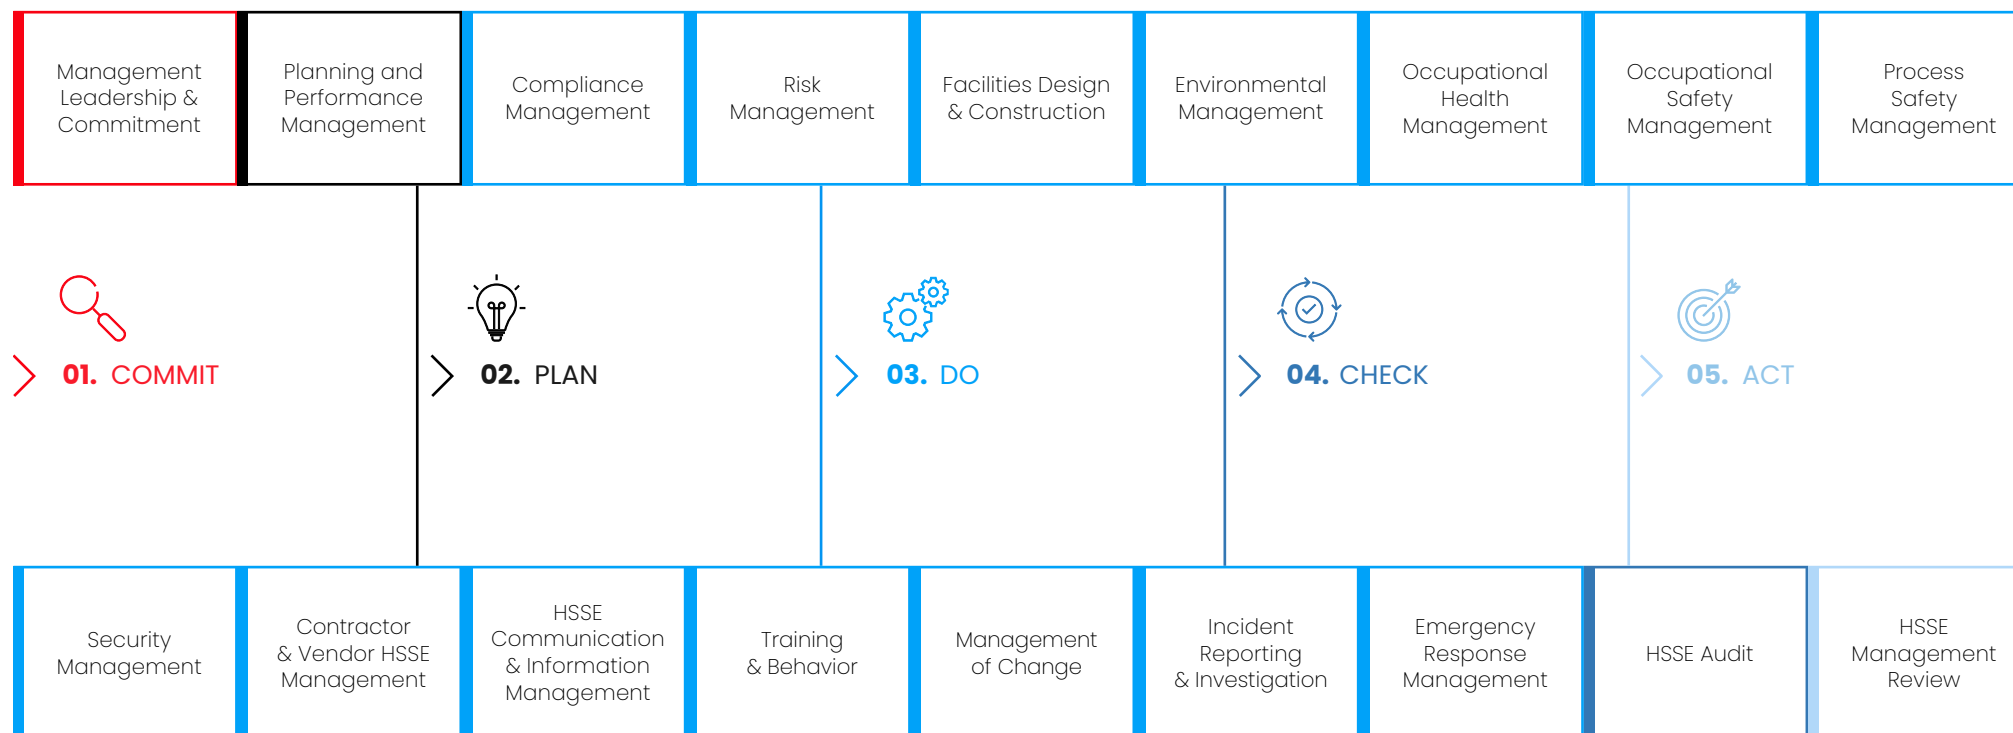 Management
Leadership &
Commitment
Planning and
Performance
Management
Compliance
Management
Risk
Management
Facilities Design
& Construction
Environmental
Management
Occupational
Health
Management
Occupational
Safety
Management
Process
Safety
Management
01. COMMIT
02. PLAN
03. DO
04. CHECK
05. ACT
Security
Management
Contractor
& Vendor HSSE
Management
HSSE
Communication
& Information
Management
Training
& Behavior
Management
of Change
Incident
Reporting
& Investigation
Emergency
Response
Management
HSSE Audit
HSSE
Management
Review